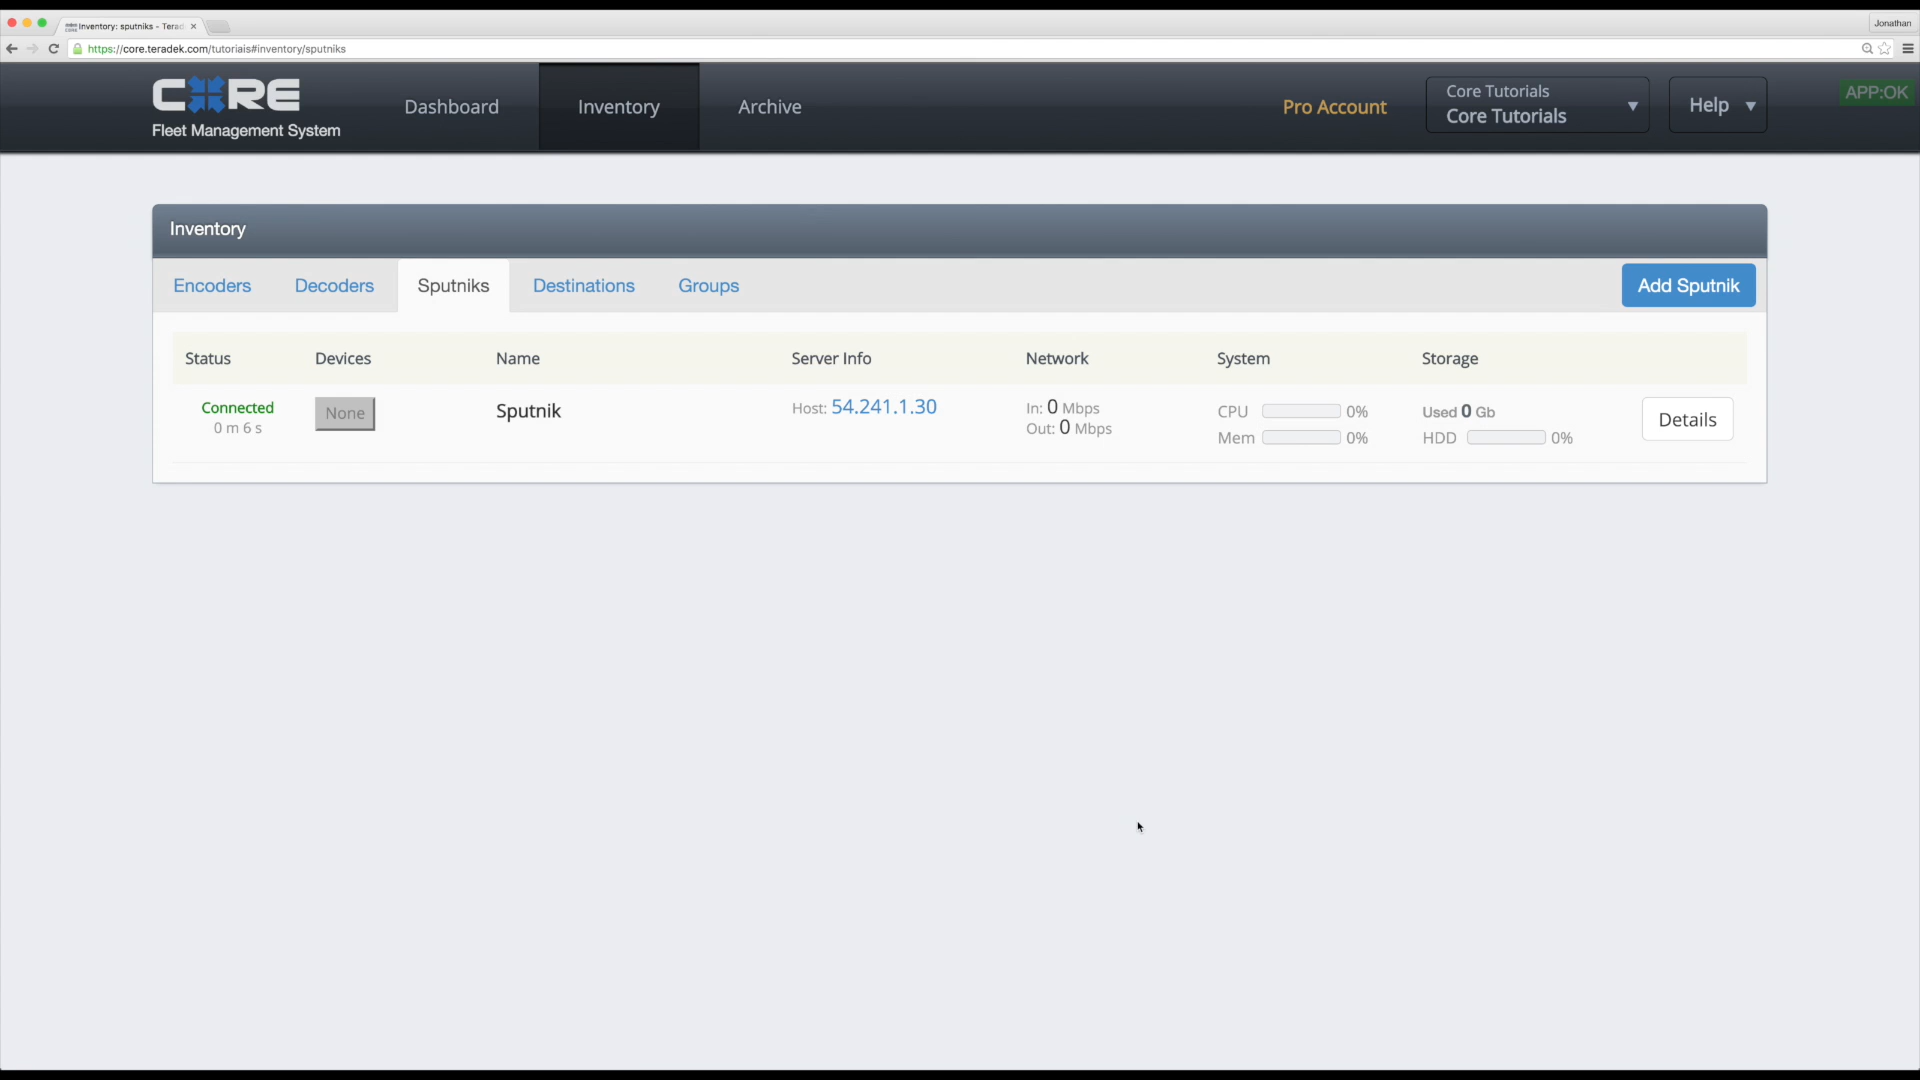 Inventory: sputniks - Terad
Jonathan
https://core.teradek.com/tutorials#inventory/sputniks
CORE
Fleet Management System
Dashboard
Inventory
Archive
Pro Account
Core Tutorials
Core Tutorials
Help
APP:OK
Inventory
Encoders
Decoders
Sputniks
Destinations
Groups
Add Sputnik
Status
Devices
Name
Server Info
Network
System
Storage
Connected
0 m 6 s
None
Sputnik
Host: 54.241.1.30
In: 0 Mbps
Out: 0 Mbps
CPU 0%
Mem 0%
Used 0 Gb
HDD 0%
Details